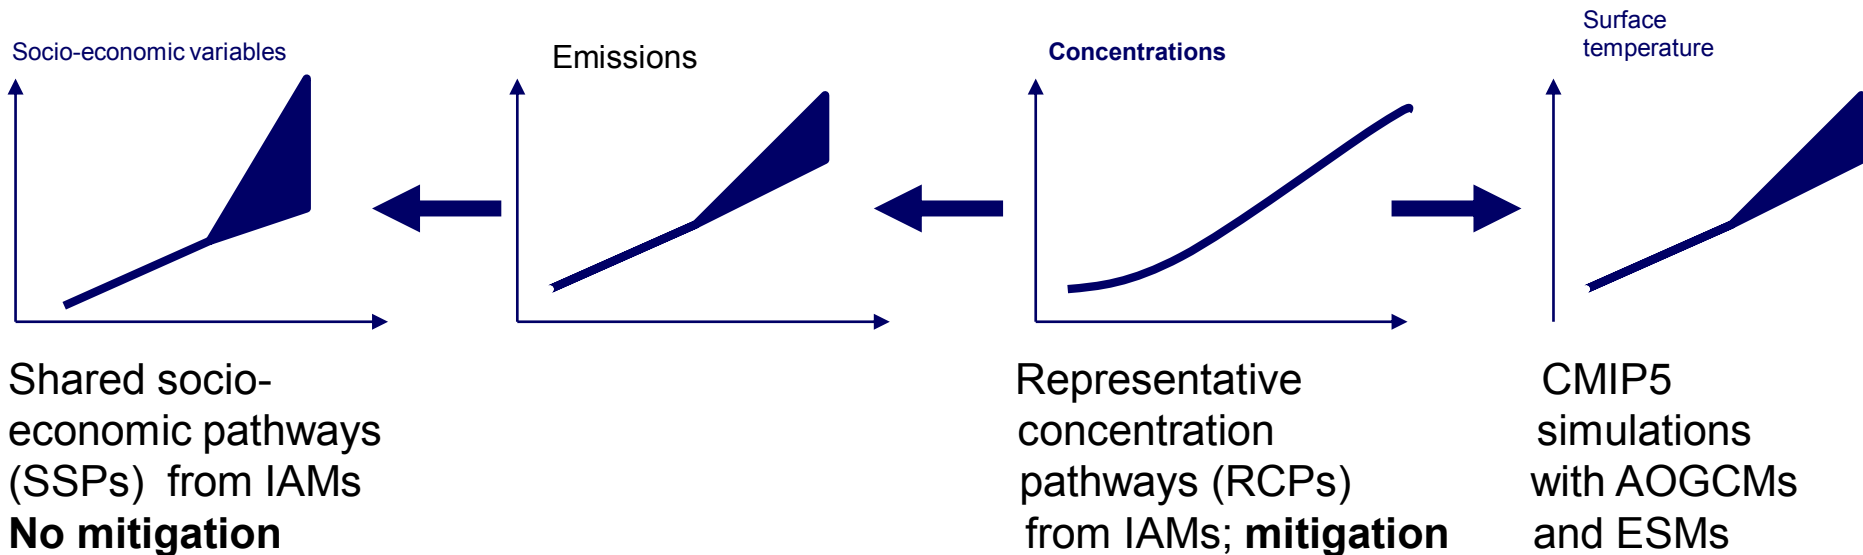 Socio-economic variables
Emissions
Concentrations
Surface
temperature
Shared socio-
economic pathways
(SSPs) from IAMs
No mitigation
Representative
concentration
pathways (RCPs)
from IAMs; mitigation
CMIP5
simulations
with AOGCMs
and ESMs